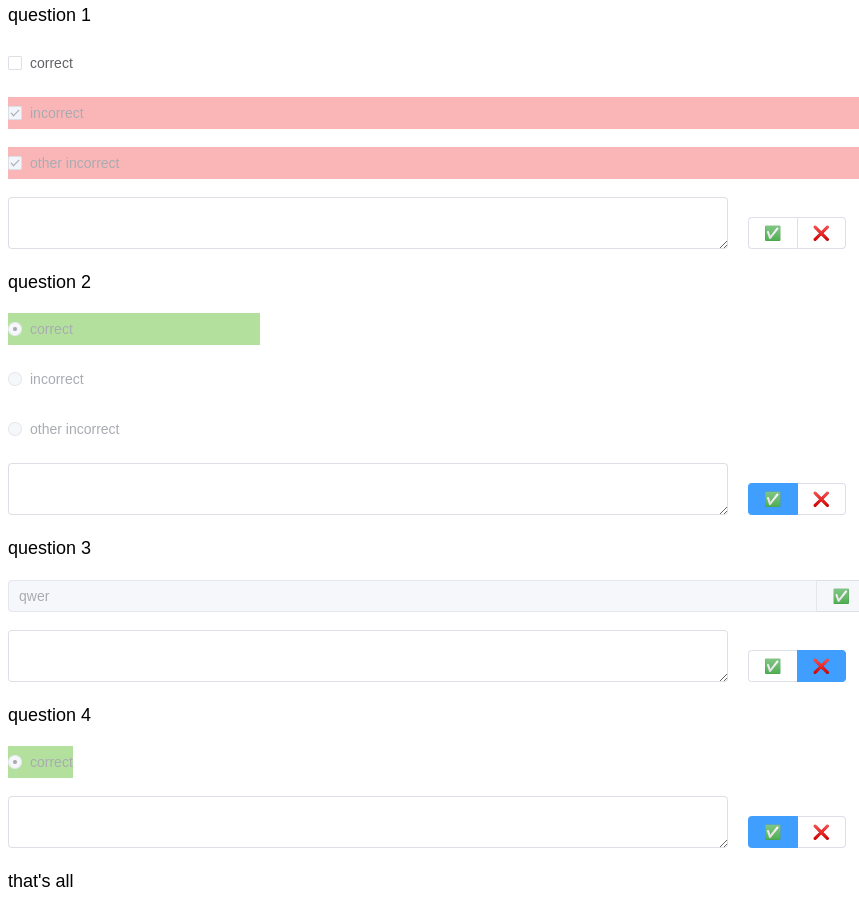 question 1
correct
incorrect
other incorrect
question 2
correct
incorrect
other incorrect
question 3
qwer
question 4
correct
that's all